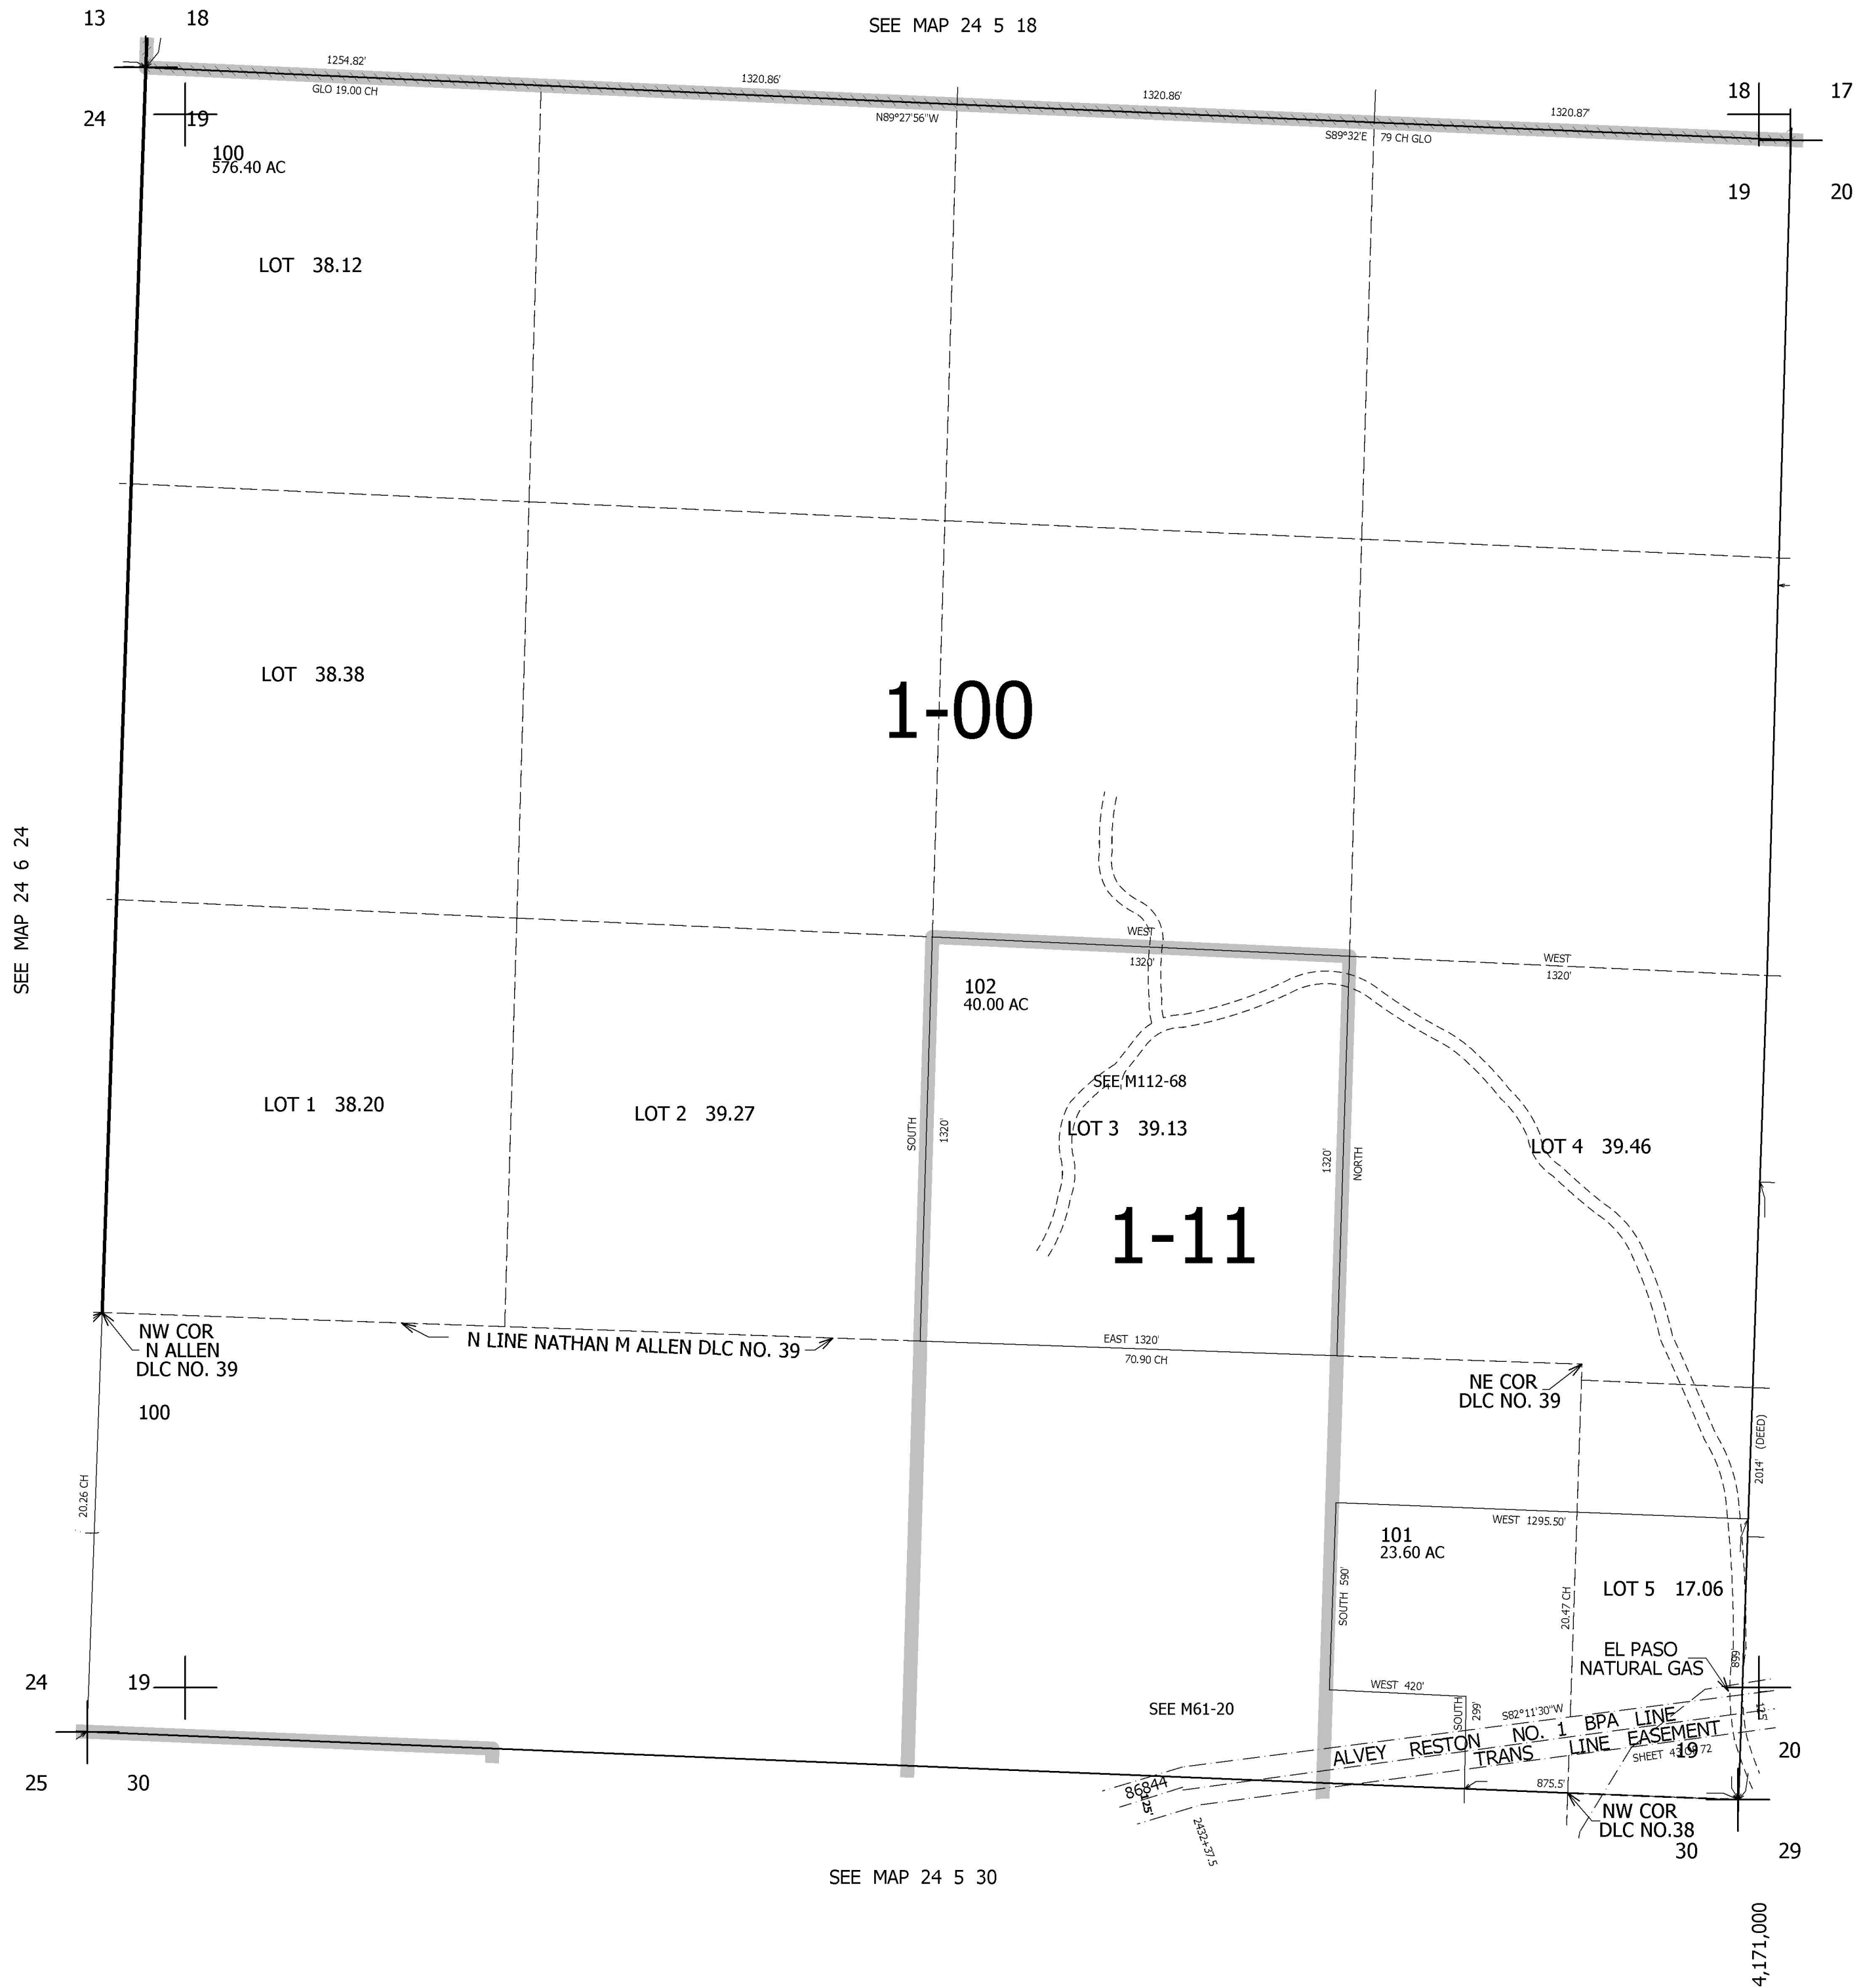 13 18
SEE MAP 24 5 18
1254.82'
GLO 19.00 CH
1320.86'
N89°27'56"W
1320.86'
S89°32'E 79 CH GLO
1320.87'
18 17
24 19
19 20
100
576.40 AC
LOT 38.12
LOT 38.38
1-00
SEE MAP 24 6 24
WEST
1320'
WEST
1320'
102
40.00 AC
SEE M112-68
LOT 1 38.20
LOT 2 39.27
LOT 3 39.13
LOT 4 39.46
SOUTH
1320'
1320'
NORTH
1-11
NW COR
N ALLEN
DLC NO. 39
N LINE NATHAN M ALLEN DLC NO. 39
EAST 1320'
70.90 CH
NE COR
DLC NO. 39
100
20.26 CH
2014' (DEED)
WEST 1295.50'
101
23.60 AC
SOUTH 590'
20.47 CH
LOT 5 17.06
EL PASO
NATURAL GAS
899'
24 19
WEST 420'
SOUTH
299'
SEE M61-20
S82°11'30"W
125'
ALVEY RESTON NO. 1 BPA LINE
TRANS LINE EASEMENT
SHEET
72
19 20
86844
125'
2432+37.5
875.5'
25 30
NW COR
DLC NO.38
30 29
SEE MAP 24 5 30
4,171,000